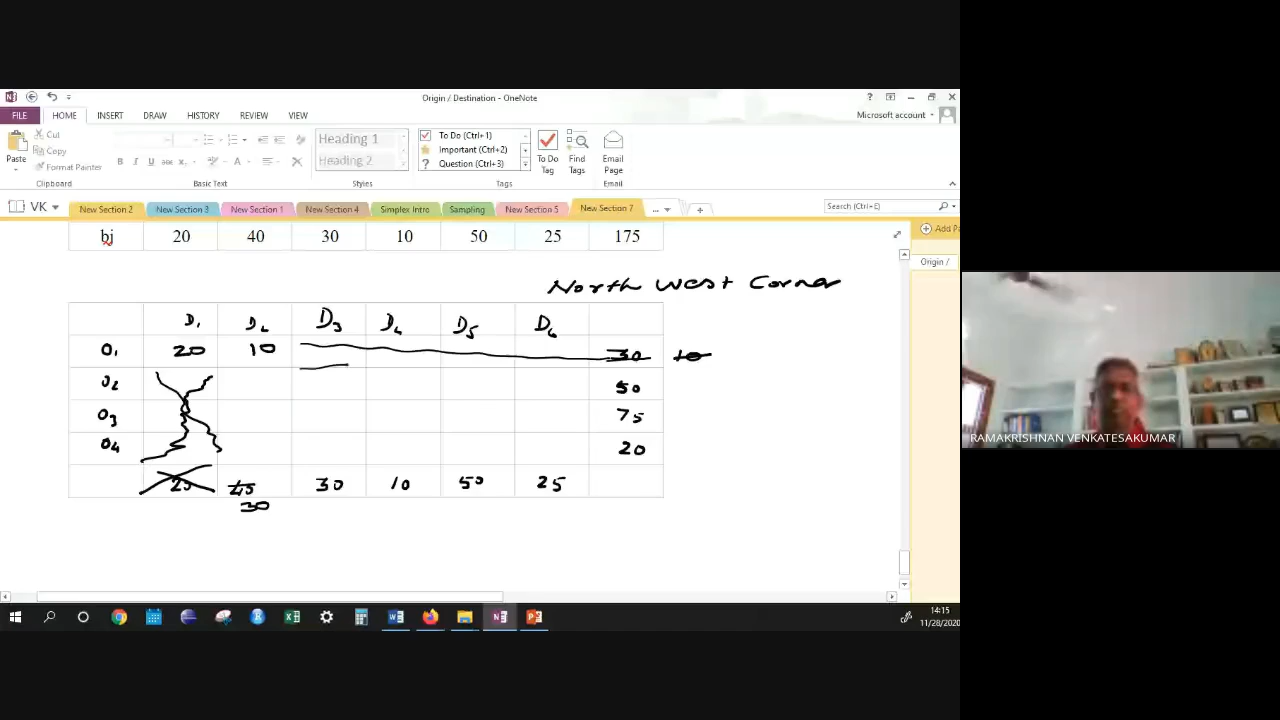 Origin / Destination - OneNote
FILE HOME INSERT DRAW HISTORY REVIEW VIEW
Microsoft account
Paste
Cut
Copy
Format Painter
Heading 1
Heading 2
To Do (Ctrl+1)
Important (Ctrl+2)
Question (Ctrl+3)
To Do Tag
Find Tags
Email Page
Clipboard Basic Text Styles Tags Email
VK New Section 2 New Section 3 New Section 1 New Section 4 Simplex Intro Sampling New Section 5 New Section 7 ...
Search (Ctrl+E)
bj 20 40 30 10 50 25 175
Add Pa
Origin /
North West Corner
D1 D2 D3 D4 D5 D6
O1 20 10 30 10
O2 50
O3 75
O4 20
20 40 30 10 50 25
30
RAMAKRISHNAN VENKATESAKUMAR
14:15
11/28/2020